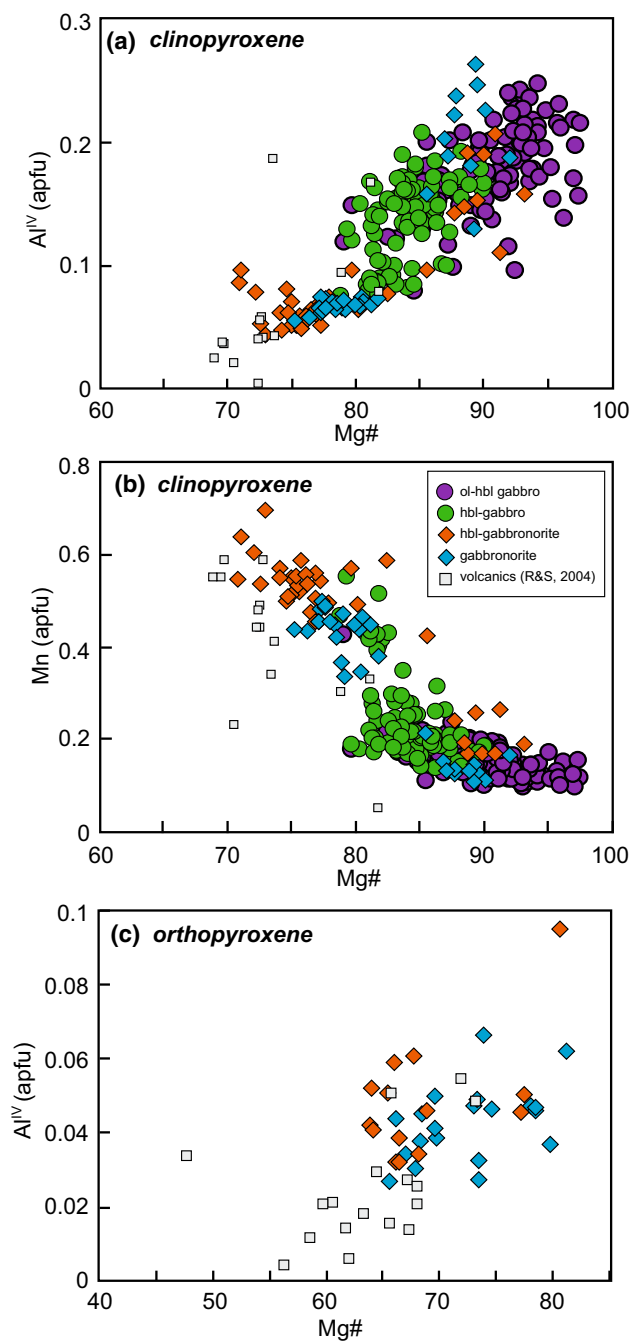 (a) clinopyroxene
0.3
0.2
0.1
0
Al^IV (apfu)
60 70 80 90 100
Mg#
(b) clinopyroxene
0.8
0.6
0.4
0.2
0
Mn (apfu)
ol-hbl gabbro
hbl-gabbro
hbl-gabbronorite
gabbronorite
volcanics (R&S, 2004)
60 70 80 90 100
Mg#
(c) orthopyroxene
0.1
0.08
0.06
0.04
0.02
0
Al^IV (apfu)
40 50 60 70 80
Mg#